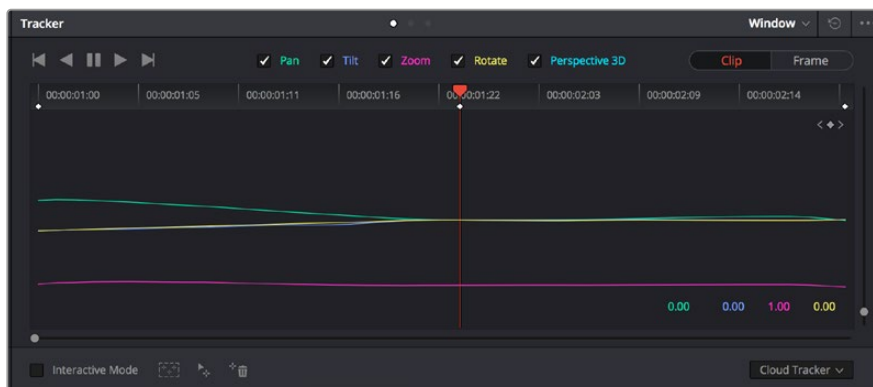 Tracker Window
Pan Tilt Zoom Rotate Perspective 3D Clip Frame
00:00:01:00 00:00:01:05 00:00:01:11 00:00:01:16 00:00:01:22 00:00:02:03 00:00:02:09 00:00:02:14
0.00 0.00 1.00 0.00
Interactive Mode Cloud Tracker